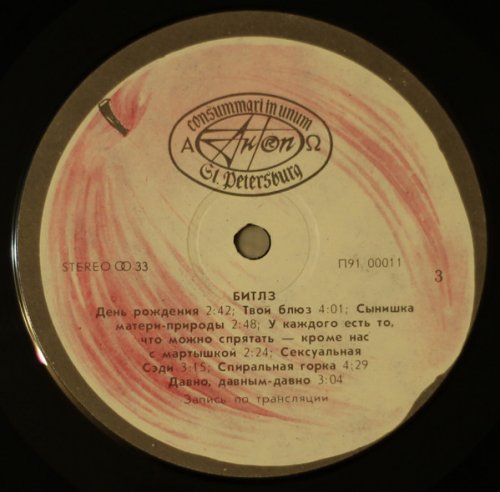 consummari in unum
Α АнТроп Ω
St. Petersburg
STEREO 33
П91 00011
3
БИТЛЗ
День рождения 2:42; Твой блюз 4:01; Сынишка
матери-природы 2:48; У каждого есть то,
что можно спрятать — кроме нас
с мартышкой 2:24; Сексуальная
Сэди 3:15; Спиральная горка 4:29
Давно, давным-давно 3:04
Запись по трансляции